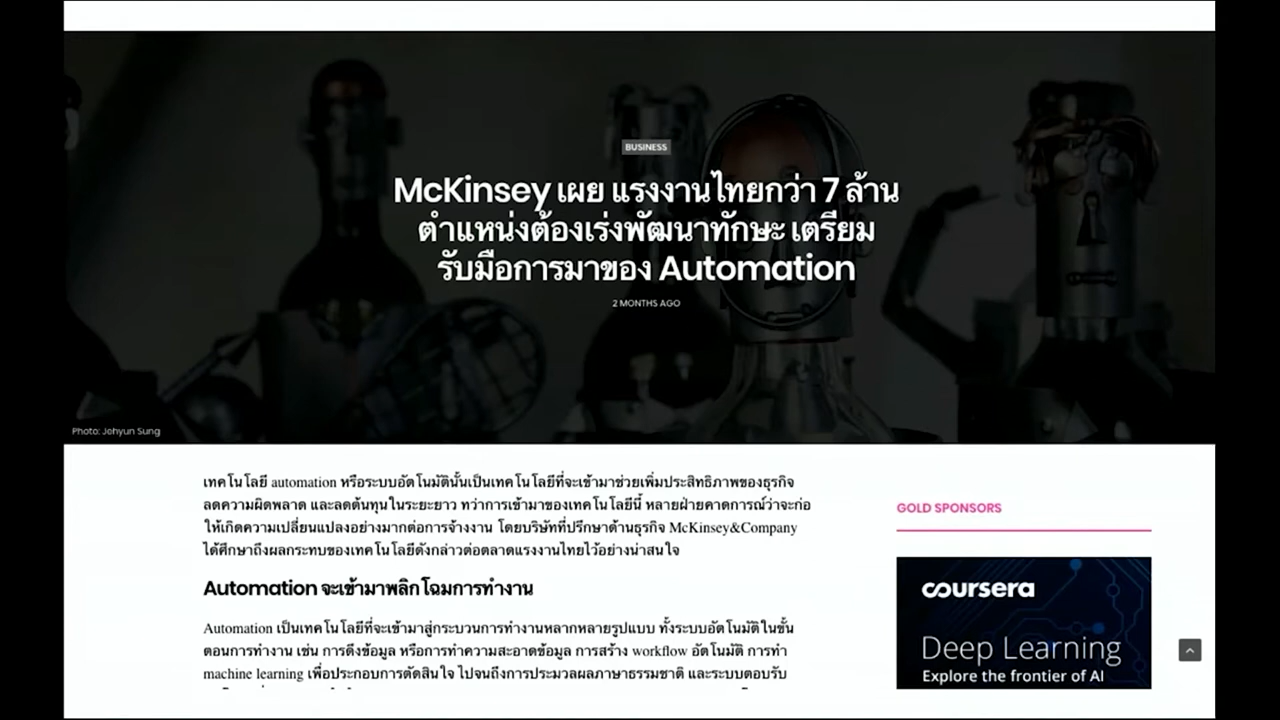 BUSINESS
McKinsey เผย แรงงานไทยกว่า 7 ล้าน
ตำแหน่งต้องเร่งพัฒนาทักษะ เตรียม
รับมือการมาของ Automation
2 MONTHS AGO
Photo: Jehyun Sung
เทคโนโลยี automation หรือระบบอัตโนมัตินั้นเป็นเทคโนโลยีที่จะเข้ามาช่วยเพิ่มประสิทธิภาพของธุรกิจ
ลดความผิดพลาด และลดต้นทุนในระยะยาว ทว่าการเข้ามาของเทคโนโลยีนี้ หลายฝ่ายคาดการณ์ว่าจะก่อ
ให้เกิดความเปลี่ยนแปลงอย่างมากต่อการจ้างงาน โดยบริษัทที่ปรึกษาด้านธุรกิจ McKinsey&Company
ได้ศึกษาถึงผลกระทบของเทคโนโลยีดังกล่าวต่อตลาดแรงงานไทยไว้อย่างน่าสนใจ
Automation จะเข้ามาพลิกโฉมการทำงาน
Automation เป็นเทคโนโลยีที่จะเข้ามาสู่กระบวนการทำงานหลากหลายรูปแบบ ทั้งระบบอัตโนมัติในขั้น
ตอนการทำงาน เช่น การดึงข้อมูล หรือการทำความสะอาดข้อมูล การสร้าง workflow อัตโนมัติ การทำ
machine learning เพื่อประกอบการตัดสินใจ ไปจนถึงการประมวลผลภาษาธรรมชาติ และระบบตอบรับ
GOLD SPONSORS
coursera
Deep Learning
Explore the frontier of AI